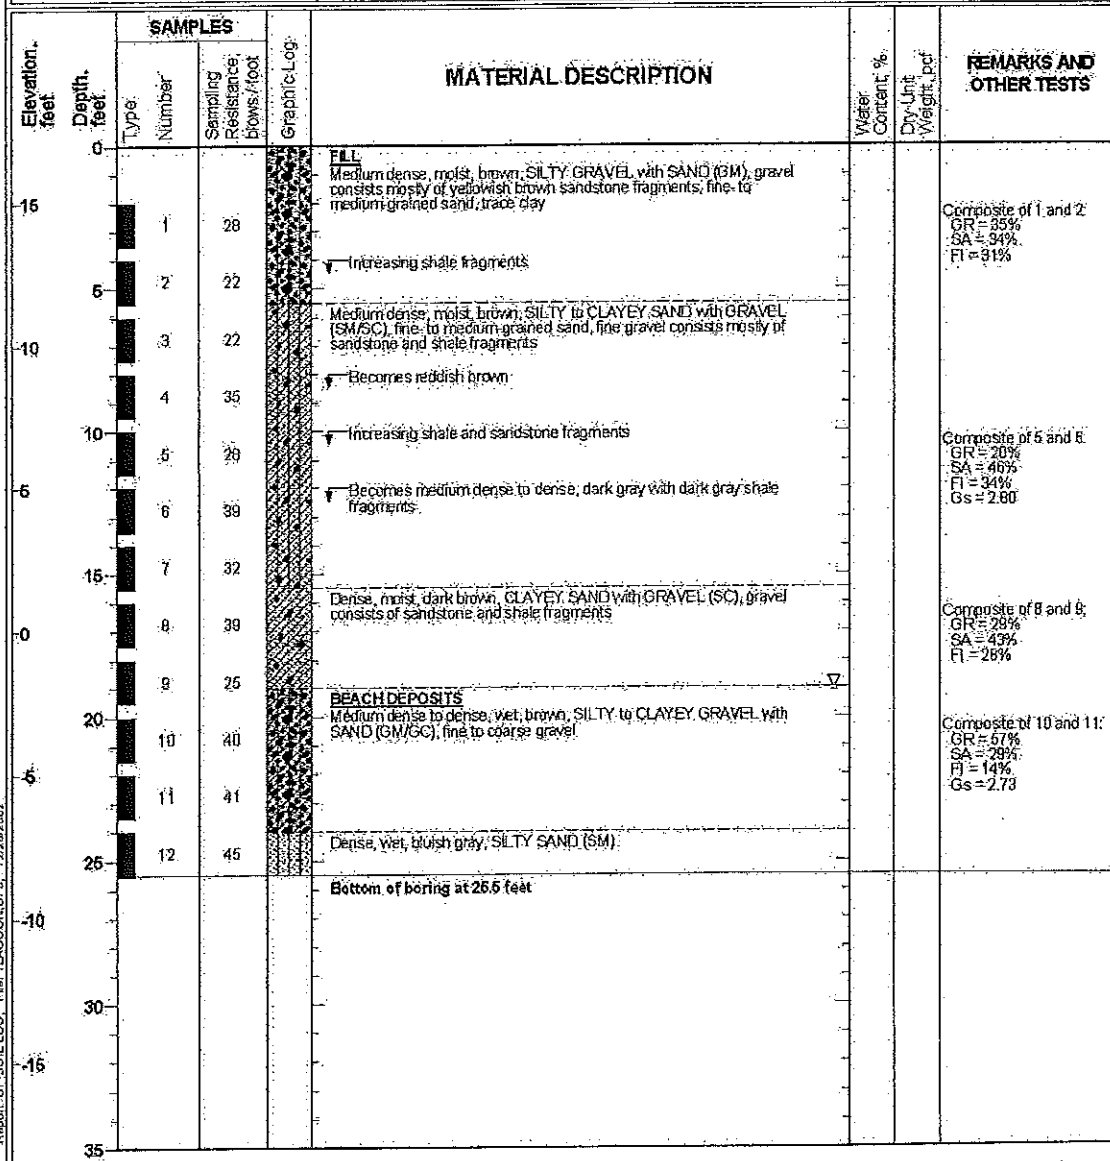 SAMPLES
Elevation, feet
Depth, feet
Type
Number
Sampling Resistance, blows / foot
Graphic Log
MATERIAL DESCRIPTION
Water Content, %
Dry Unit Weight, pcf
REMARKS AND
OTHER TESTS
0
FILL
Medium dense, moist, brown, SILTY GRAVEL with SAND (GM), gravel
consists mostly of yellowish brown sandstone fragments, fine- to
medium-grained sand, trace clay
15
1 28
Composite of 1 and 2:
GR = 35%
SA = 34%
FI = 31%
Increasing shale fragments
2 22
5
Medium dense, moist, brown, SILTY to CLAYEY SAND with GRAVEL
(SM/SC), fine- to medium-grained sand, fine gravel consists mostly of
sandstone and shale fragments
10
3 22
Becomes reddish brown
4 35
10
Increasing shale and sandstone fragments
5 28
Composite of 5 and 6:
GR = 20%
SA = 46%
FI = 34%
Gs = 2.80
5
Becomes medium dense to dense, dark gray with dark gray shale
fragments
6 39
7 32
15
Dense, moist, dark brown, CLAYEY SAND with GRAVEL (SC), gravel
consists of sandstone and shale fragments
0
8 39
Composite of 8 and 9:
GR = 29%
SA = 43%
FI = 28%
9 25
BEACH DEPOSITS
20
Medium dense to dense, wet, brown, SILTY to CLAYEY GRAVEL with
SAND (GM/GC), fine to coarse gravel
10 40
Composite of 10 and 11:
GR = 57%
SA = 29%
FI = 14%
Gs = 2.73
-5
11 41
Dense, wet, bluish gray, SILTY SAND (SM)
12 45
25
Bottom of boring at 25.5 feet
-10
30
-15
35